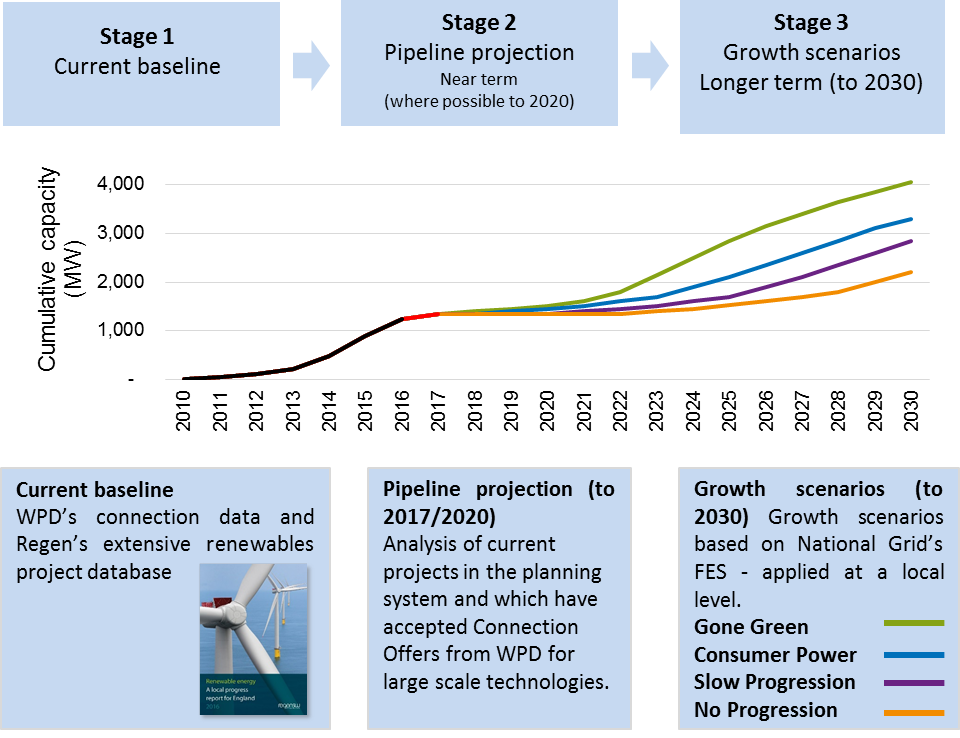 Stage 1
Current baseline
Stage 2
Pipeline projection
Near term
(where possible to 2020)
Stage 3
Growth scenarios
Longer term (to 2030)
Cumulative capacity
(MW)
4,000
3,000
2,000
1,000
-
2010
2011
2012
2013
2014
2015
2016
2017
2018
2019
2020
2021
2022
2023
2024
2025
2026
2027
2028
2029
2030
Current baseline
WPD’s connection data and
Regen’s extensive renewables
project database
Renewable energy
A local progress
report for England
2016
Pipeline projection (to
2017/2020)
Analysis of current
projects in the planning
system and which have
accepted Connection
Offers from WPD for
large scale technologies.
Growth scenarios (to
2030) Growth scenarios
based on National Grid’s
FES - applied at a local
level.
Gone Green
Consumer Power
Slow Progression
No Progression